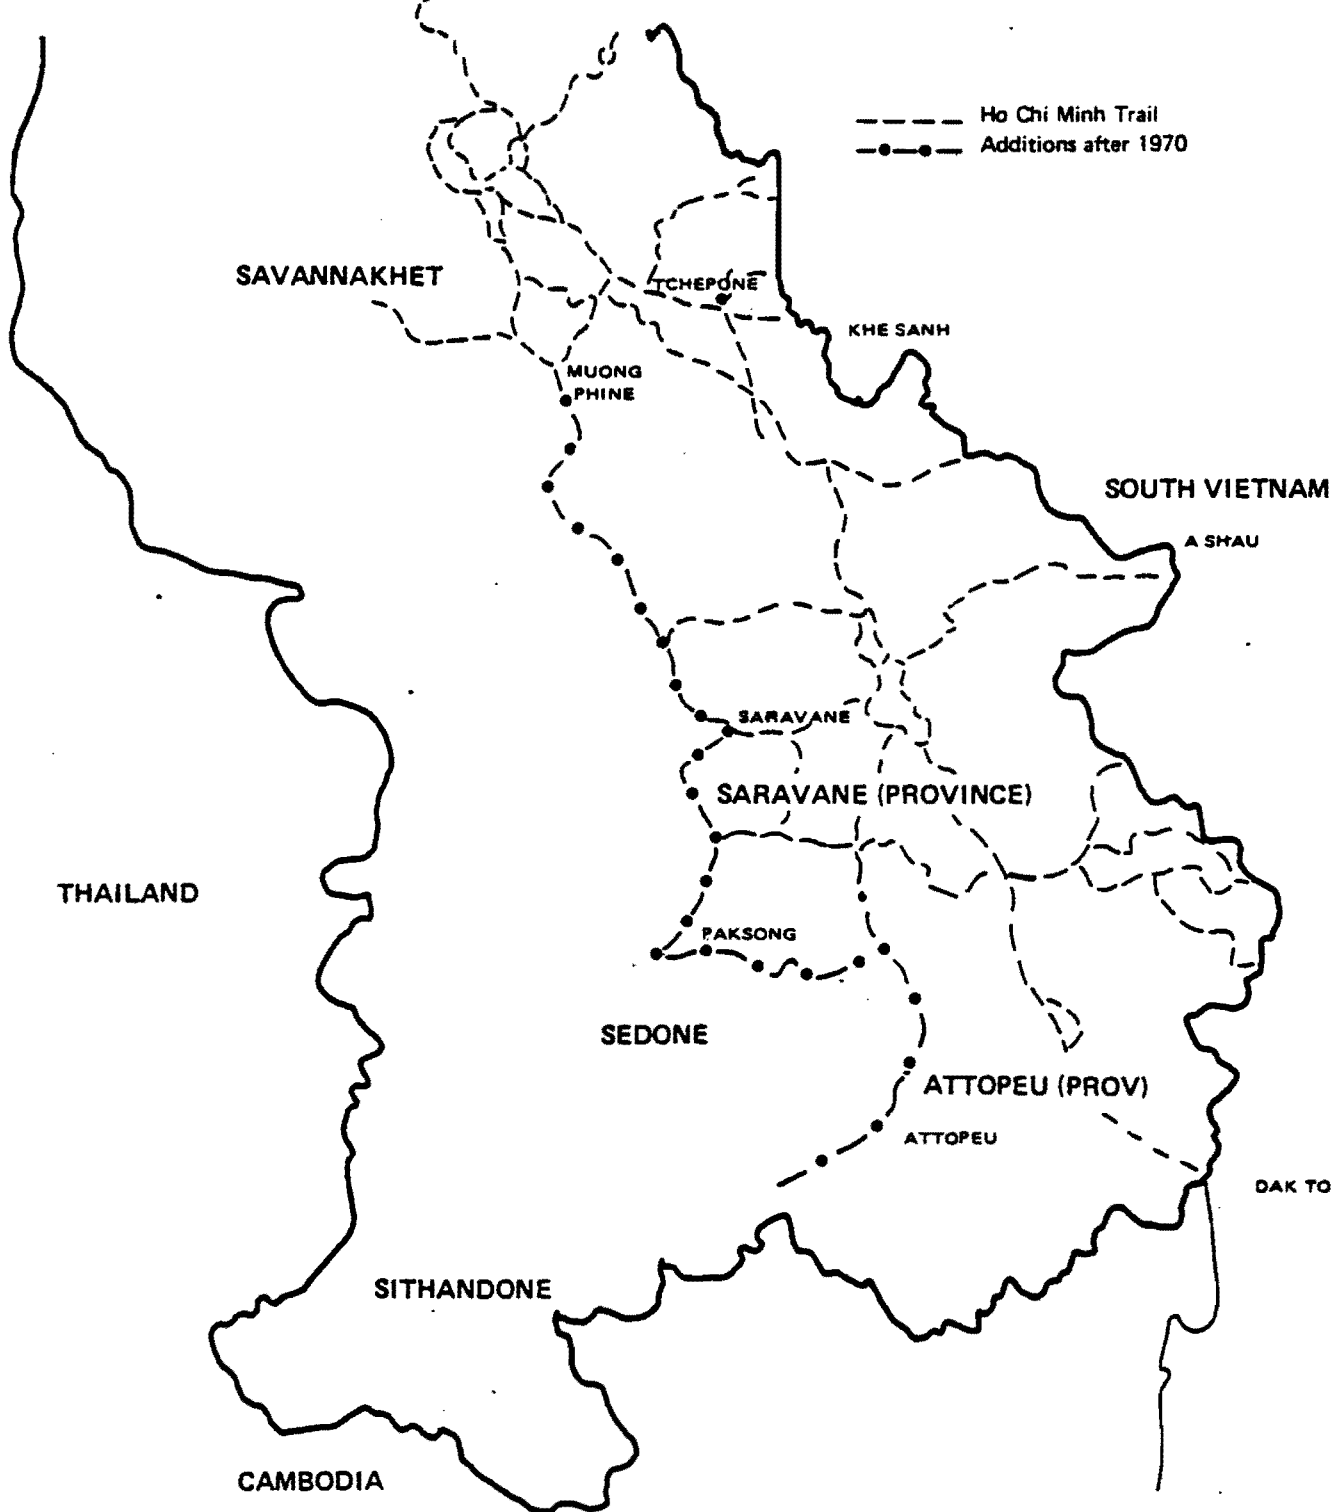 Ho Chi Minh Trail
Additions after 1970
SAVANNAKHET
TCHEPONE
KHE SANH
MUONG
PHINE
SOUTH VIETNAM
A SHAU
SARAVANE
SARAVANE (PROVINCE)
THAILAND
PAKSONG
SEDONE
ATTOPEU (PROV)
ATTOPEU
DAK TO
SITHANDONE
CAMBODIA